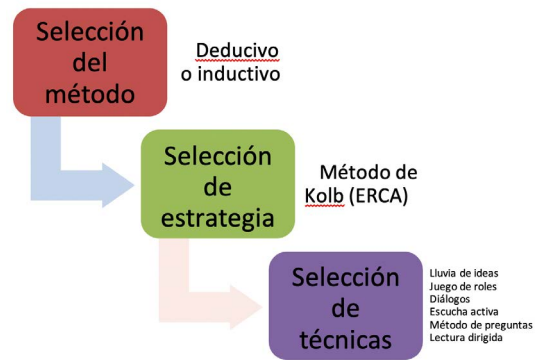 Selección
del
método
Deducivo
o inductivo
Selección
de
estrategia
Método de
Kolb (ERCA)
Selección
de
técnicas
Lluvia de ideas
Juego de roles
Diálogos
Escucha activa
Método de preguntas
Lectura dirigida